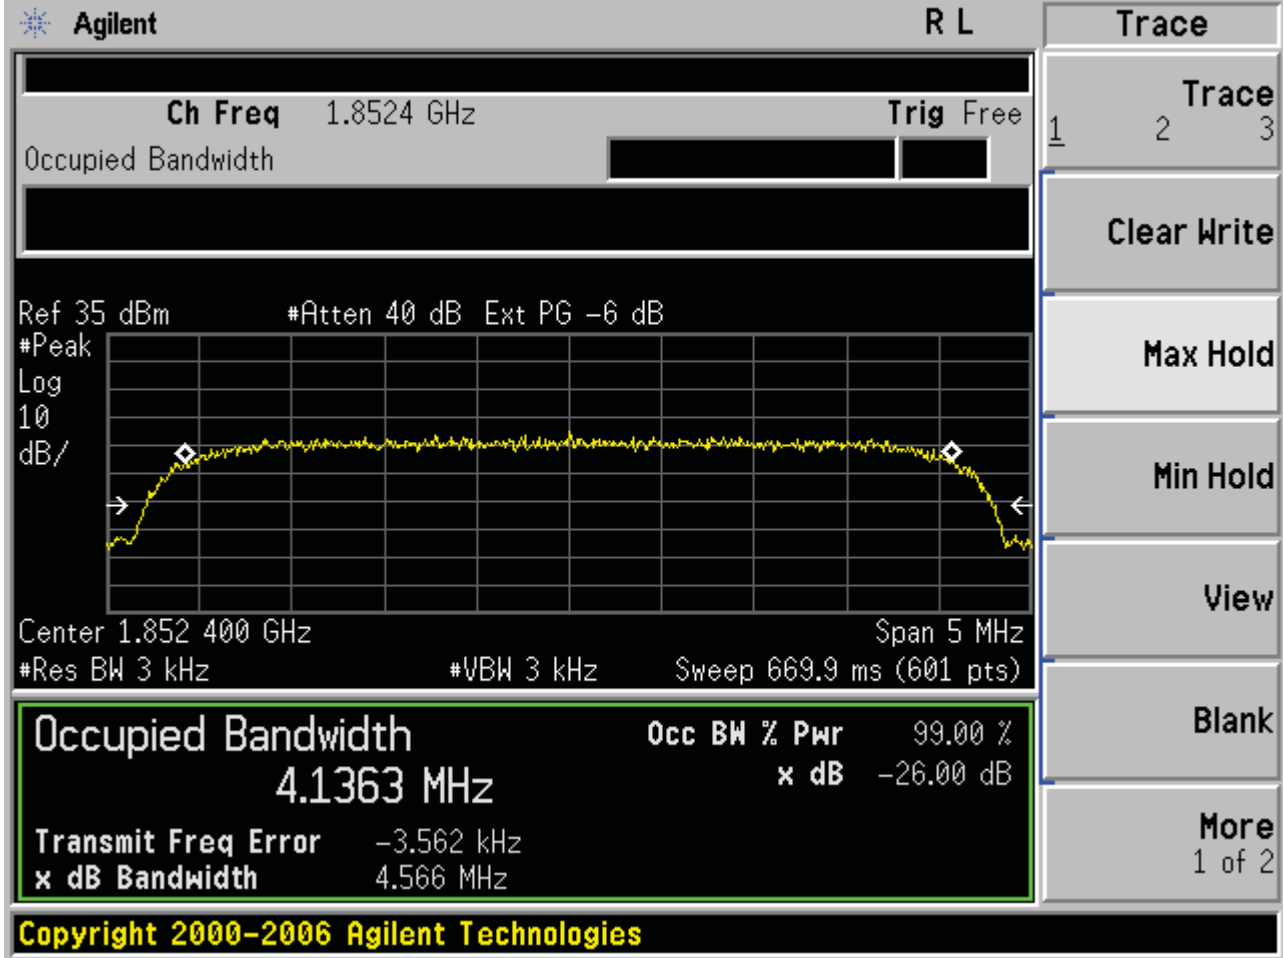 Agilent R L Trace
Ch Freq 1.8524 GHz Trig Free
Occupied Bandwidth
Trace
1 2 3
Clear Write
Max Hold
Min Hold
View
Blank
More
1 of 2
Ref 35 dBm #Atten 40 dB Ext PG -6 dB
#Peak
Log
10
dB/
Center 1.852 400 GHz Span 5 MHz
#Res BW 3 kHz #VBW 3 kHz Sweep 669.9 ms (601 pts)
Occupied Bandwidth Occ BW % Pwr 99.00 %
4.1363 MHz x dB -26.00 dB
Transmit Freq Error -3.562 kHz
x dB Bandwidth 4.566 MHz
Copyright 2000-2006 Agilent Technologies